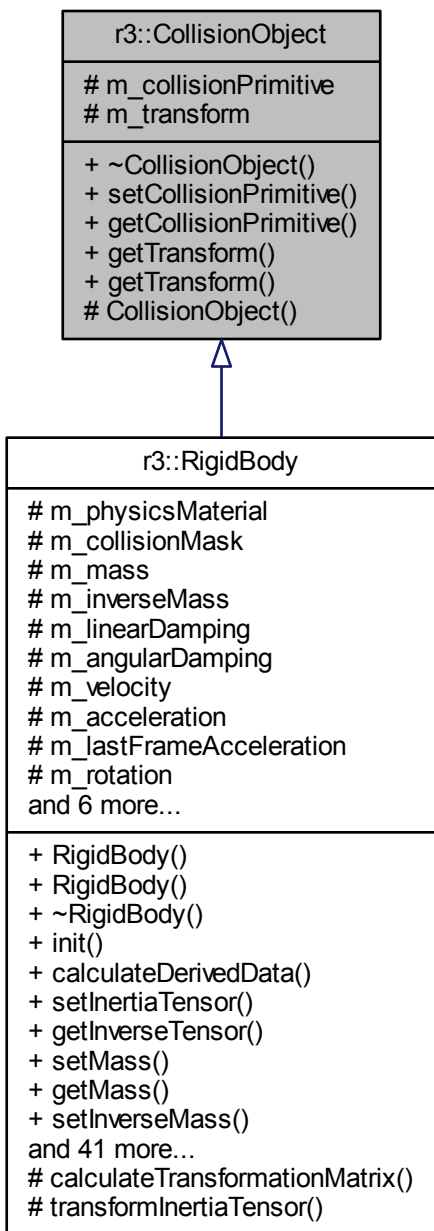 r3::CollisionObject
# m_collisionPrimitive
# m_transform
+ ~CollisionObject()
+ setCollisionPrimitive()
+ getCollisionPrimitive()
+ getTransform()
+ getTransform()
# CollisionObject()
r3::RigidBody
# m_physicsMaterial
# m_collisionMask
# m_mass
# m_inverseMass
# m_linearDamping
# m_angularDamping
# m_velocity
# m_acceleration
# m_lastFrameAcceleration
# m_rotation
and 6 more...
+ RigidBody()
+ RigidBody()
+ ~RigidBody()
+ init()
+ calculateDerivedData()
+ setInertiaTensor()
+ getInverseTensor()
+ setMass()
+ getMass()
+ setInverseMass()
and 41 more...
# calculateTransformationMatrix()
# transformInertiaTensor()